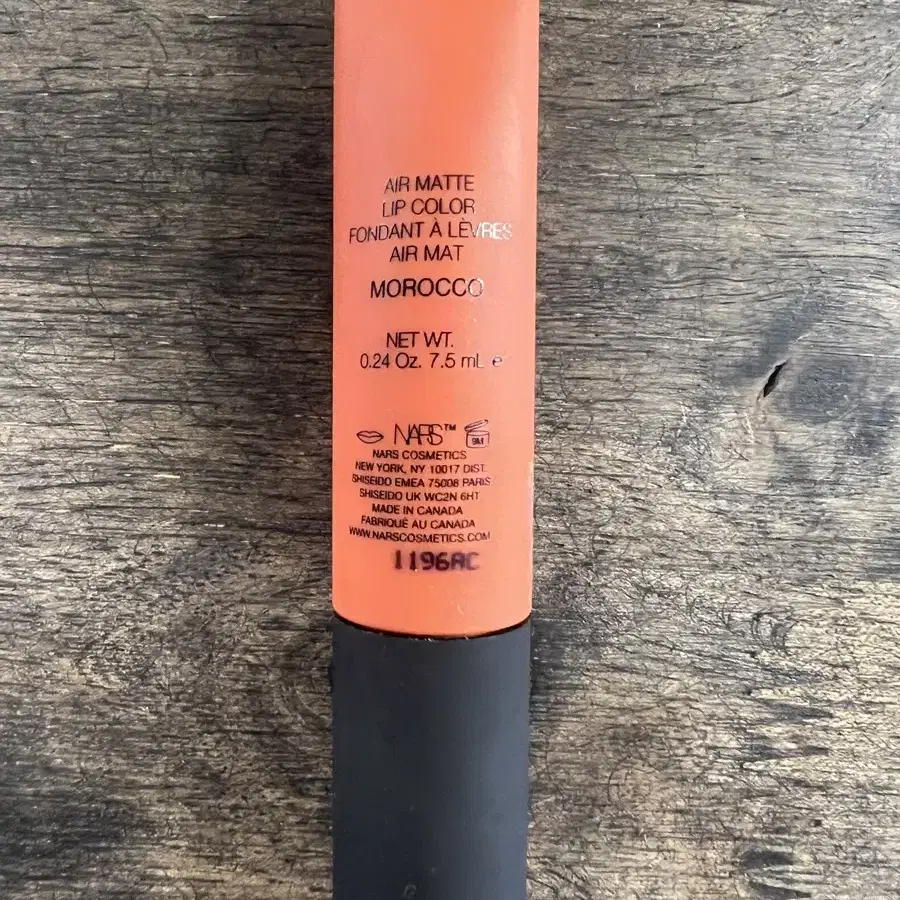 AIR MATTE
LIP COLOR
FONDANT À LÈVRES
AIR MAT
MOROCCO
NET WT.
0.24 Oz. 7.5 mL e
NARS™ 9M
NARS COSMETICS
NEW YORK, NY 10017 DIST.
SHISEIDO EMEA 75008 PARIS
SHISEIDO UK WC2N 6HT
MADE IN CANADA
FABRIQUÉ AU CANADA
WWW.NARSCOSMETICS.COM
1196AC